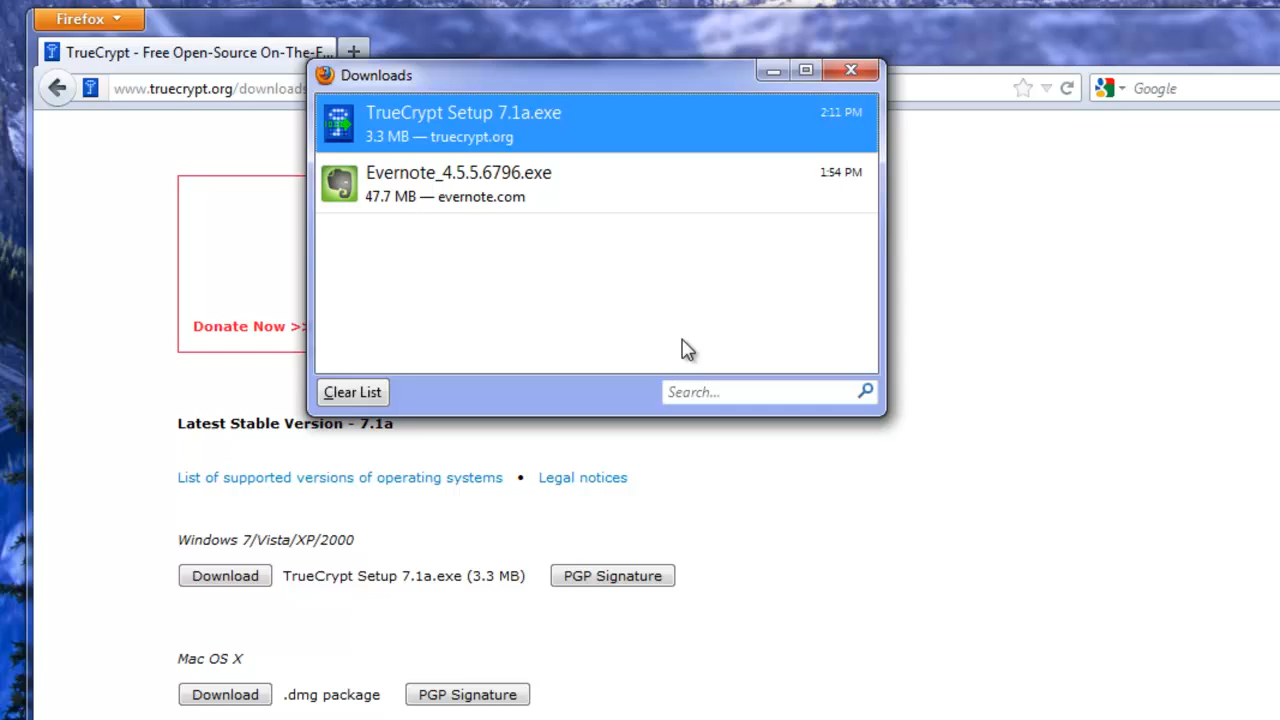 Firefox
TrueCrypt - Free Open-Source On-The-F...
www.truecrypt.org/downloads
Google
Downloads
TrueCrypt Setup 7.1a.exe
2:11 PM
3.3 MB — truecrypt.org
Evernote_4.5.5.6796.exe
1:54 PM
47.7 MB — evernote.com
Donate Now >>
Clear List
Search...
Latest Stable Version - 7.1a
List of supported versions of operating systems • Legal notices
Windows 7/Vista/XP/2000
Download TrueCrypt Setup 7.1a.exe (3.3 MB) PGP Signature
Mac OS X
Download .dmg package PGP Signature